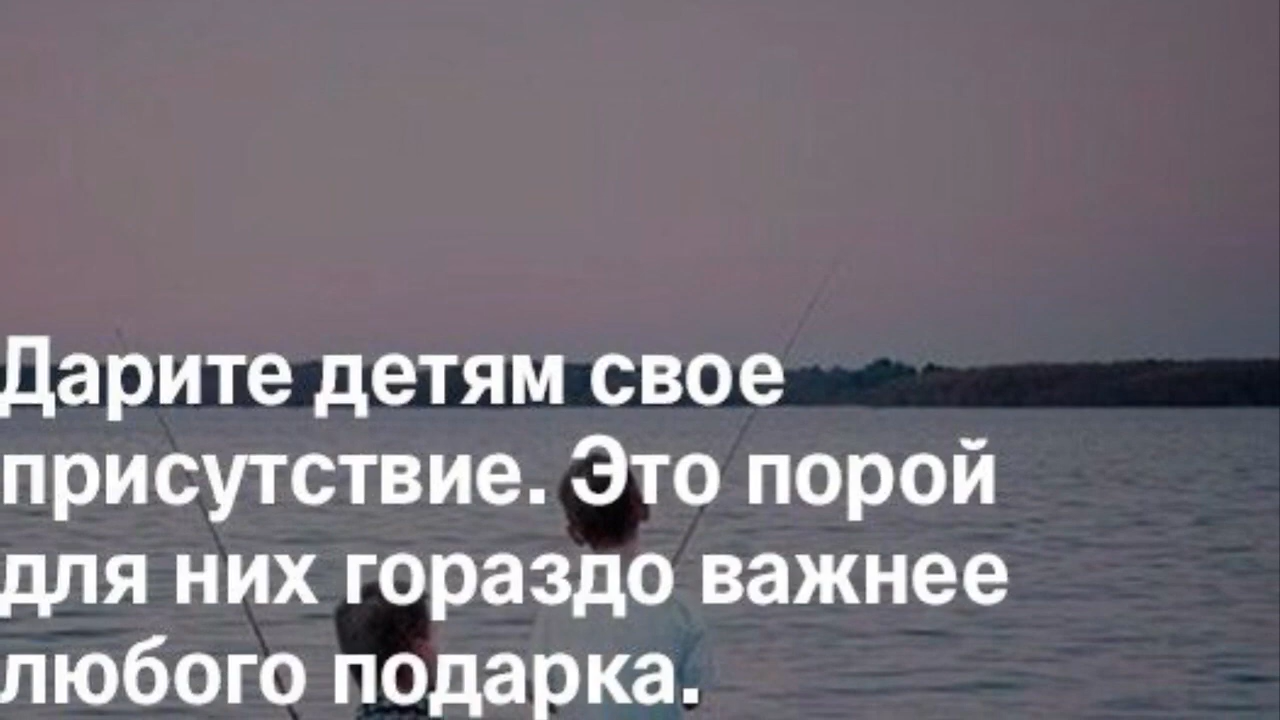 Дарите детям свое
присутствие. Это порой
для них гораздо важнее
любого подарка.